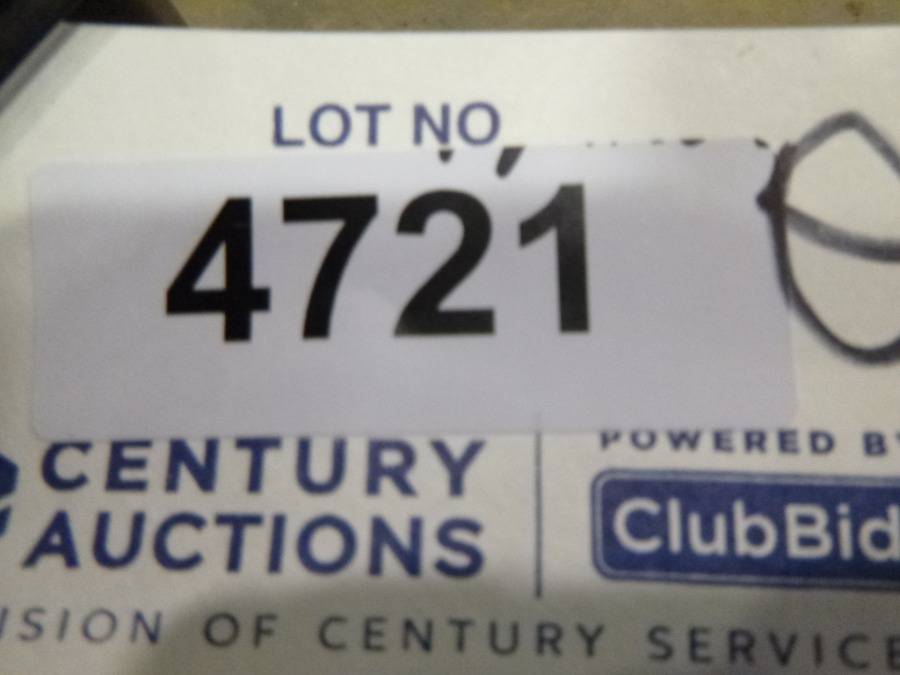 LOT NO
4721
CENTURY
AUCTIONS
POWERED BY
ClubBid
ISION OF CENTURY SERVICE